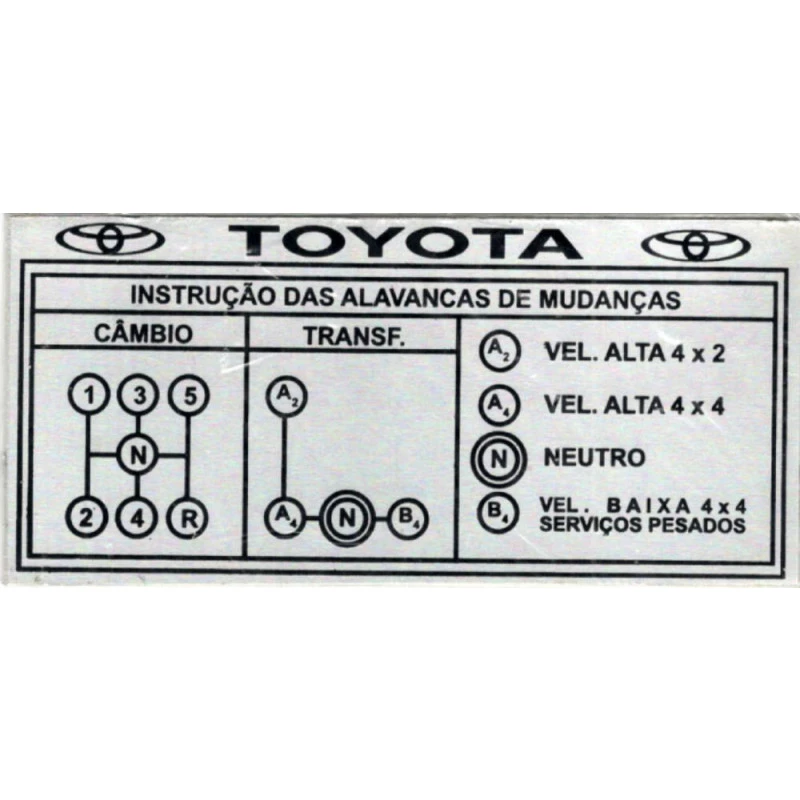 TOYOTA
INSTRUÇÃO DAS ALAVANCAS DE MUDANÇAS
CÂMBIO
1 3 5
N
2 4 R
TRANSF.
A2
A4 N B4
A2 VEL. ALTA 4 x 2
A4 VEL. ALTA 4 x 4
N NEUTRO
B4 VEL. BAIXA 4 x 4
SERVIÇOS PESADOS